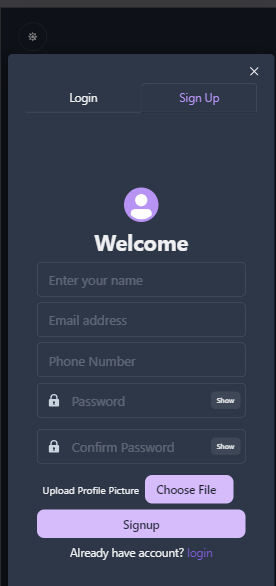 Login
Sign Up
Welcome
Enter your name
Email address
Phone Number
Password Show
Confirm Password Show
Upload Profile Picture Choose File
Signup
Already have account? login